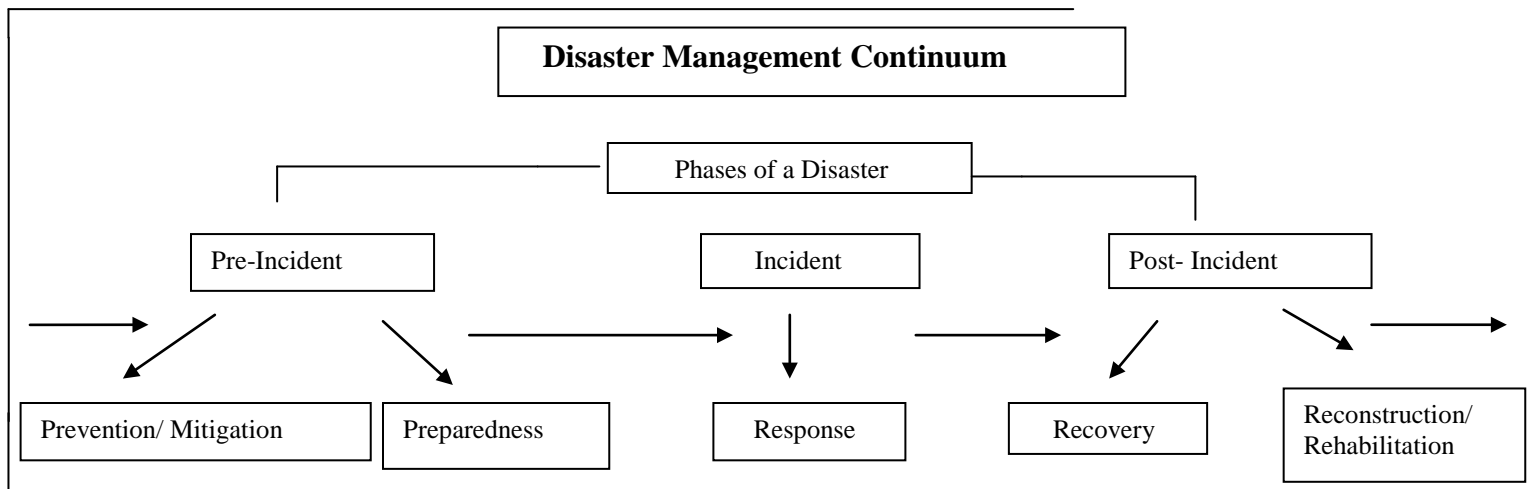 Disaster Management Continuum
Phases of a Disaster
Pre-Incident
Incident
Post- Incident
Prevention/ Mitigation
Preparedness
Response
Recovery
Reconstruction/
Rehabilitation